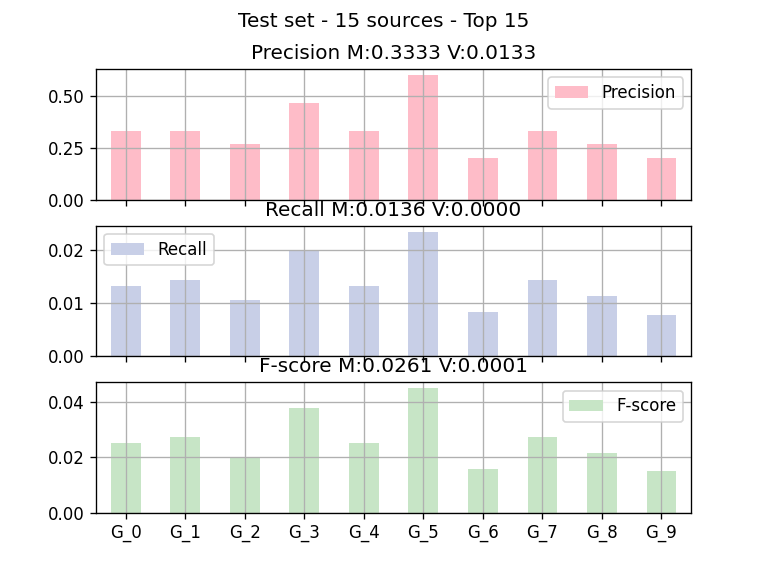 Test set - 15 sources - Top 15
Precision M:0.3333 V:0.0133
0.50
0.25
0.00
Precision
Recall M:0.0136 V:0.0000
0.02
0.01
0.00
Recall
F-score M:0.0261 V:0.0001
0.04
0.02
0.00
F-score
G_0 G_1 G_2 G_3 G_4 G_5 G_6 G_7 G_8 G_9